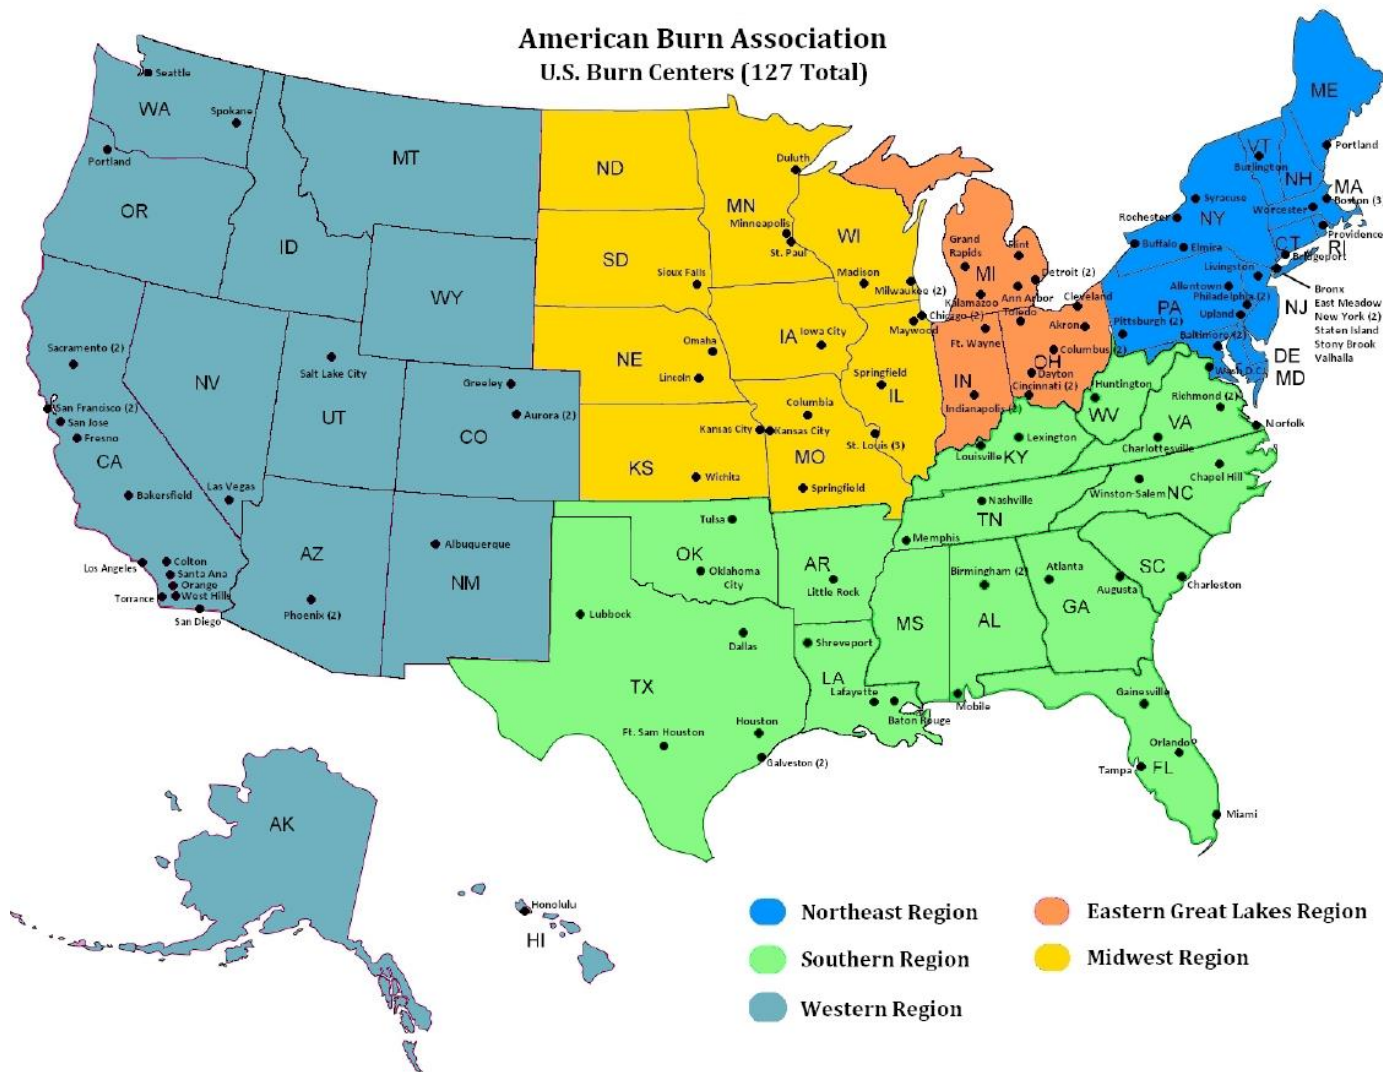 American Burn Association
U.S. Burn Centers (127 Total)
Seattle
WA
Spokane
Portland
OR
ID
MT
WY
Sacramento (2)
NV
Salt Lake City
UT
Greeley
Aurora (2)
CO
San Francisco (2)
San Jose
Fresno
CA
Bakersfield
Las Vegas
Los Angeles
Colton
Santa Ana
Orange
West Hills
Torrance
San Diego
AZ
Phoenix (2)
Albuquerque
NM
AK
Honolulu
HI
ND
SD
Sioux Falls
NE
Omaha
Lincoln
KS
Wichita
Duluth
MN
Minneapolis
St. Paul
WI
Madison
Milwaukee (2)
IA
Iowa City
Maywood
Chicago (2)
Springfield
IL
Columbia
Kansas City
Kansas City
St. Louis (3)
MO
Springfield
Grand
Rapids
Flint
MI
Detroit (2)
Kalamazoo
Ann Arbor
Cleveland
Toledo
Akron
Ft. Wayne
OH
Columbus (2)
Dayton
Cincinnati (2)
IN
Indianapolis (2)
ME
Portland
VT
Burlington
NH
MA
Boston (3
Worcester
Syracuse
Rochester
NY
Buffalo
Elmira
Providence
RI
CT
Bridgeport
Livingston
Allentown
Philadelphia (2)
PA
Upland
Pittsburgh (2)
Baltimore (2)
Wash D.C.
NJ
DE
MD
Bronx
East Meadow
New York (2)
Staten Island
Stony Brook
Valhalla
Huntington
WV
Richmond (2)
VA
Norfolk
Charlottesville
Lexington
Louisville
KY
Chapel Hill
Winston-Salem
NC
Nashville
TN
Memphis
Tulsa
OK
Oklahoma
City
AR
Little Rock
Birmingham (2)
AL
MS
Atlanta
Augusta
GA
SC
Charleston
Lubbock
Dallas
TX
Ft. Sam Houston
Houston
Galveston (2)
Shreveport
LA
Lafayette
Baton Rouge
Mobile
Gainesville
Orlando
Tampa
FL
Miami
Northeast Region
Southern Region
Western Region
Eastern Great Lakes Region
Midwest Region